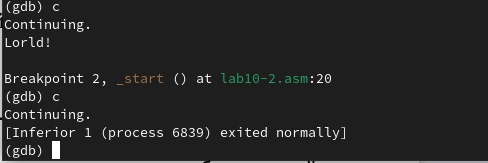 (gdb) c
Continuing.
Lorld!
Breakpoint 2, _start () at lab10-2.asm:20
(gdb) c
Continuing.
[Inferior 1 (process 6839) exited normally]
(gdb)